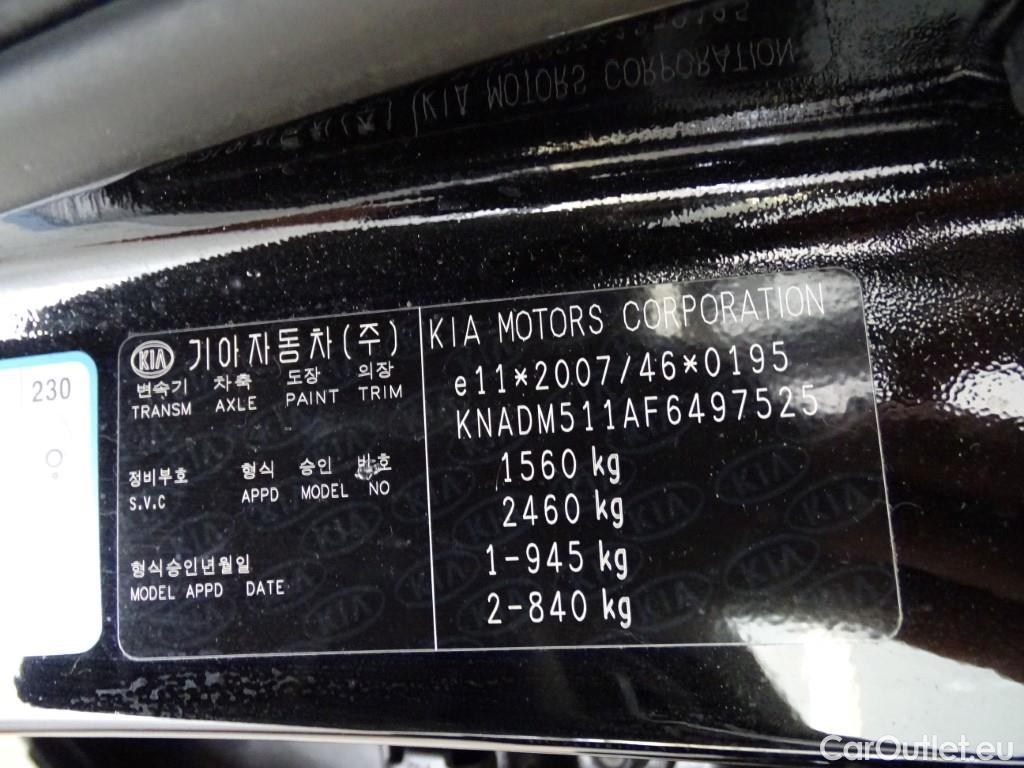 KIA MOTORS CORPORATION
230
KIA 기아자동차(주)
변속기 차축 도장 의장
TRANSM AXLE PAINT TRIM
정비부호 형식 승인 번호
S.V.C APPD MODEL NO
형식승인년월일
MODEL APPD DATE
KIA MOTORS CORPORATION
e11*2007/46*0195
KNADM511AF6497525
1560 kg
2460 kg
1-945 kg
2-840 kg
CarOutlet.eu